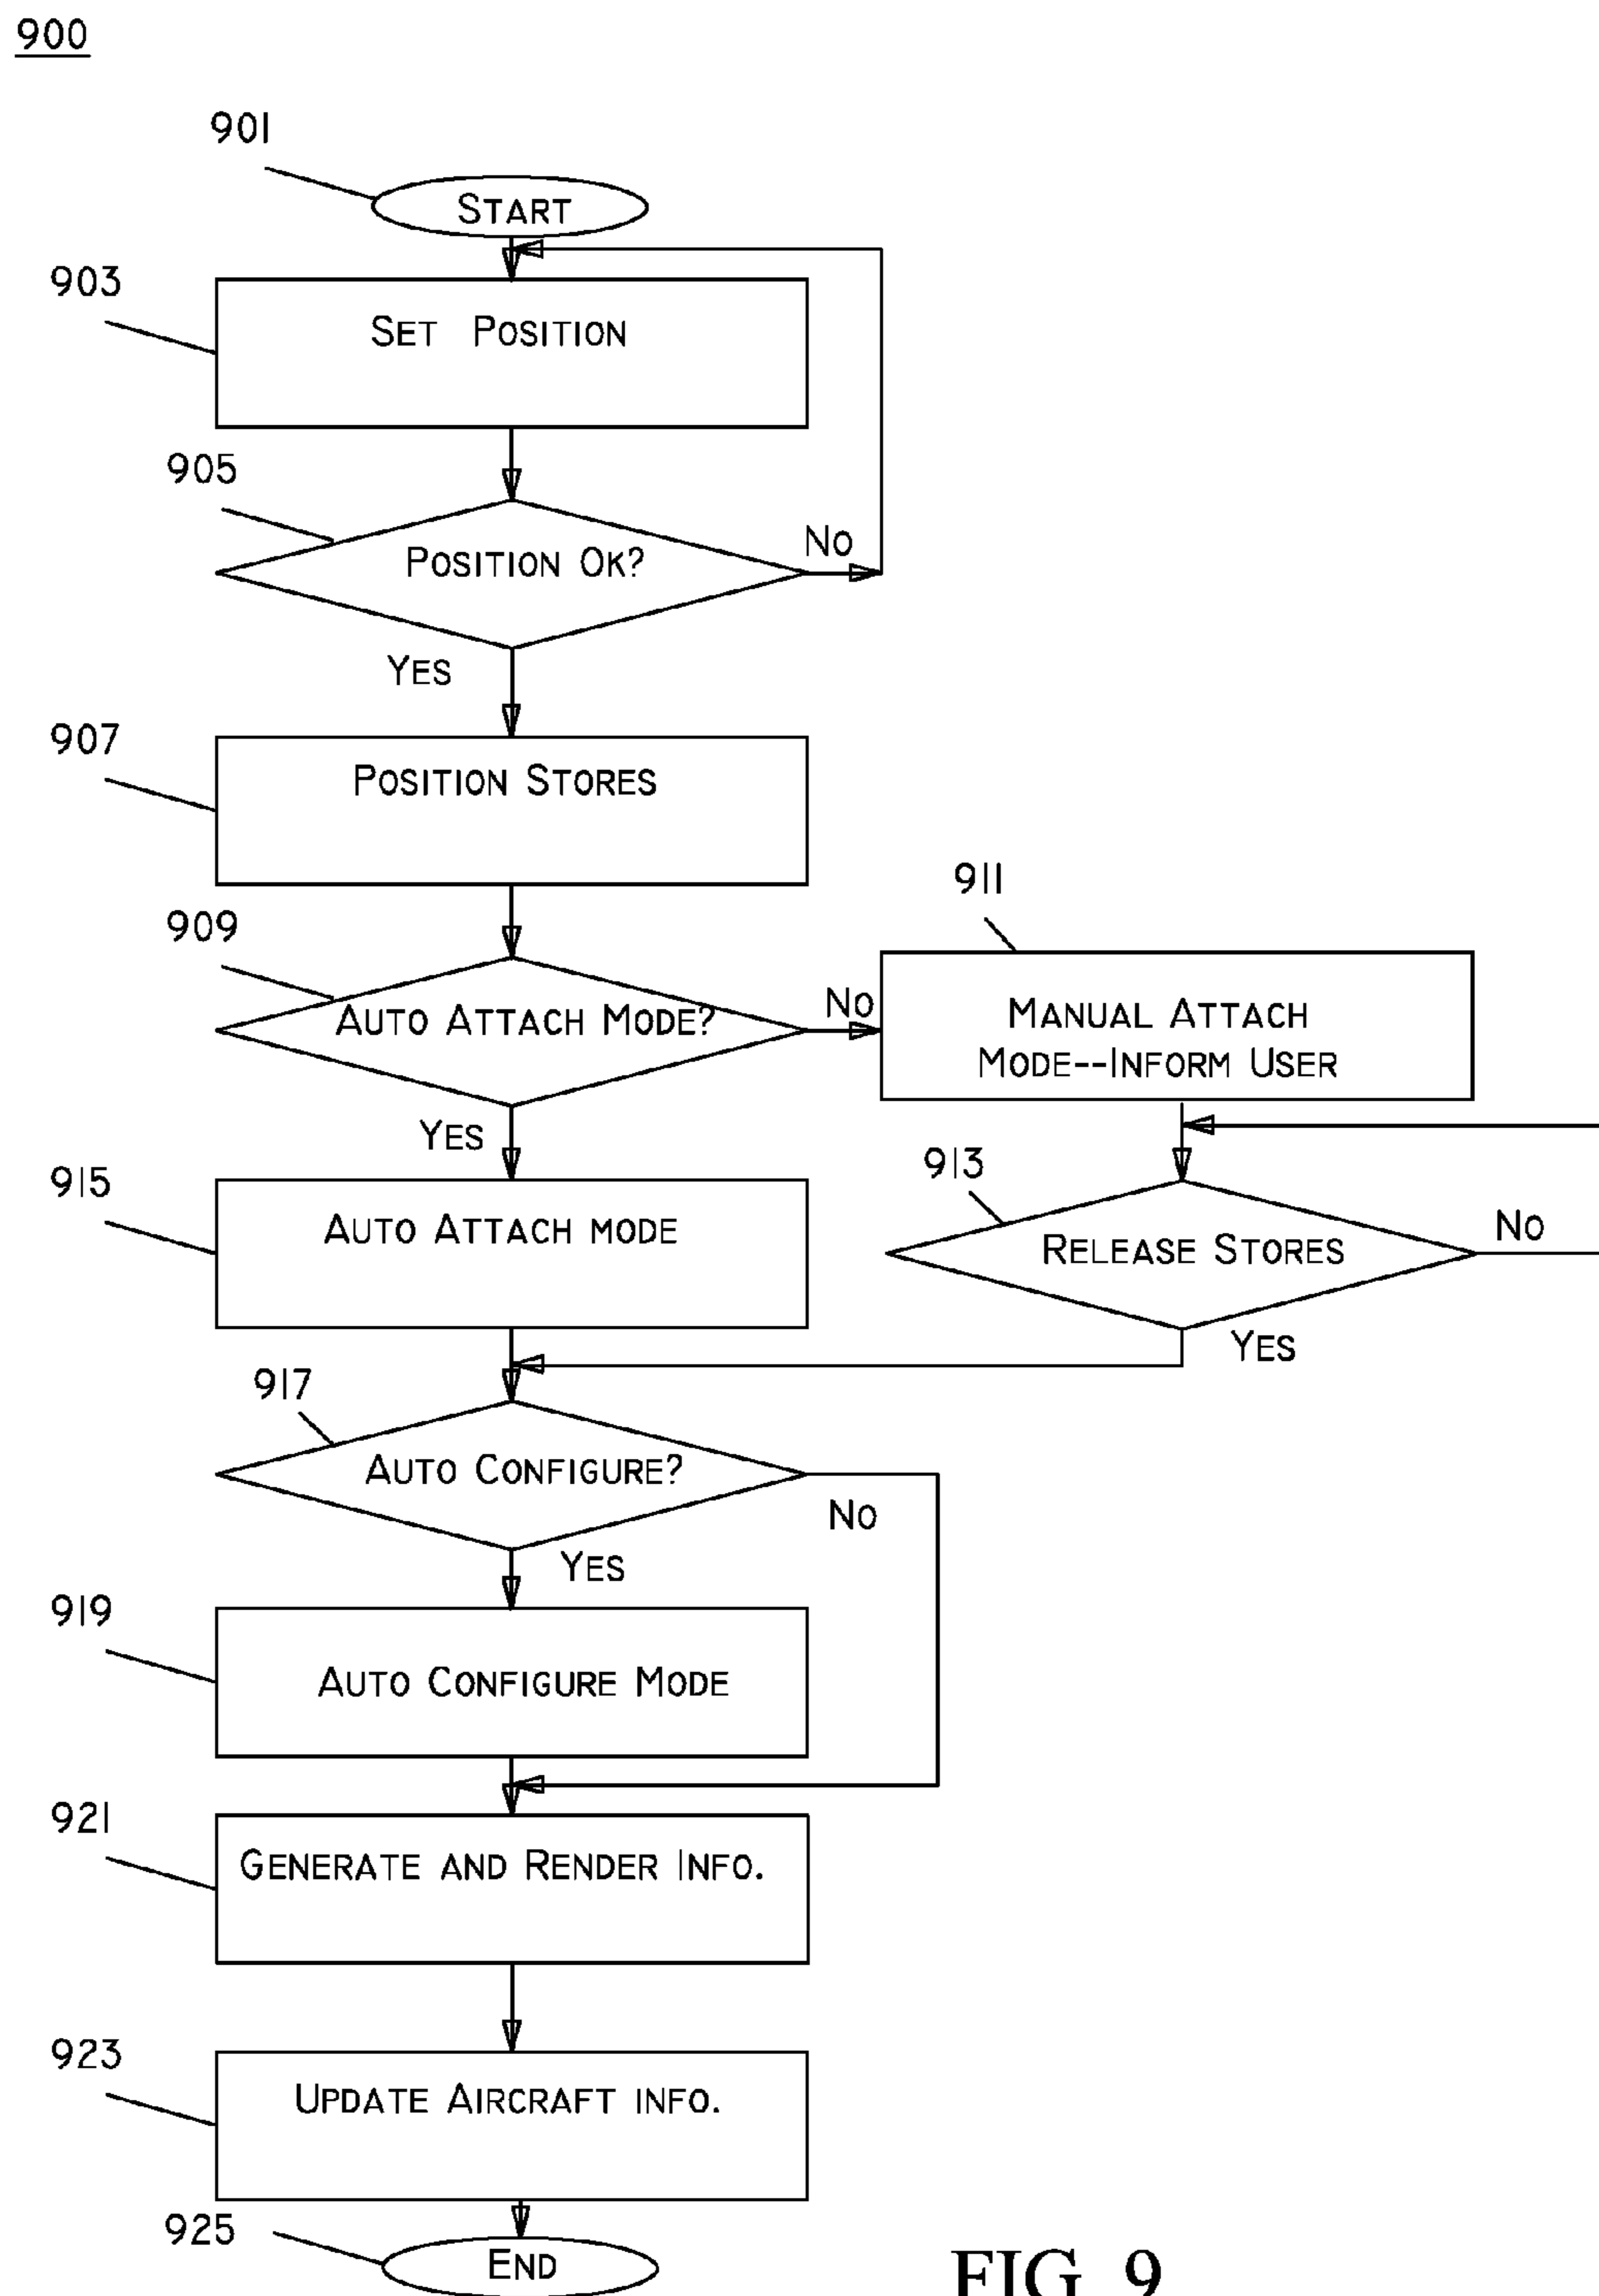 900
901
START
903
SET POSITION
905
POSITION OK?
NO
YES
907
POSITION STORES
909
AUTO ATTACH MODE?
NO
911
MANUAL ATTACH
MODE--INFORM USER
YES
913
RELEASE STORES
NO
YES
915
AUTO ATTACH MODE
917
AUTO CONFIGURE?
NO
YES
919
AUTO CONFIGURE MODE
921
GENERATE AND RENDER INFO.
923
UPDATE AIRCRAFT INFO.
925
END
FIG. 9